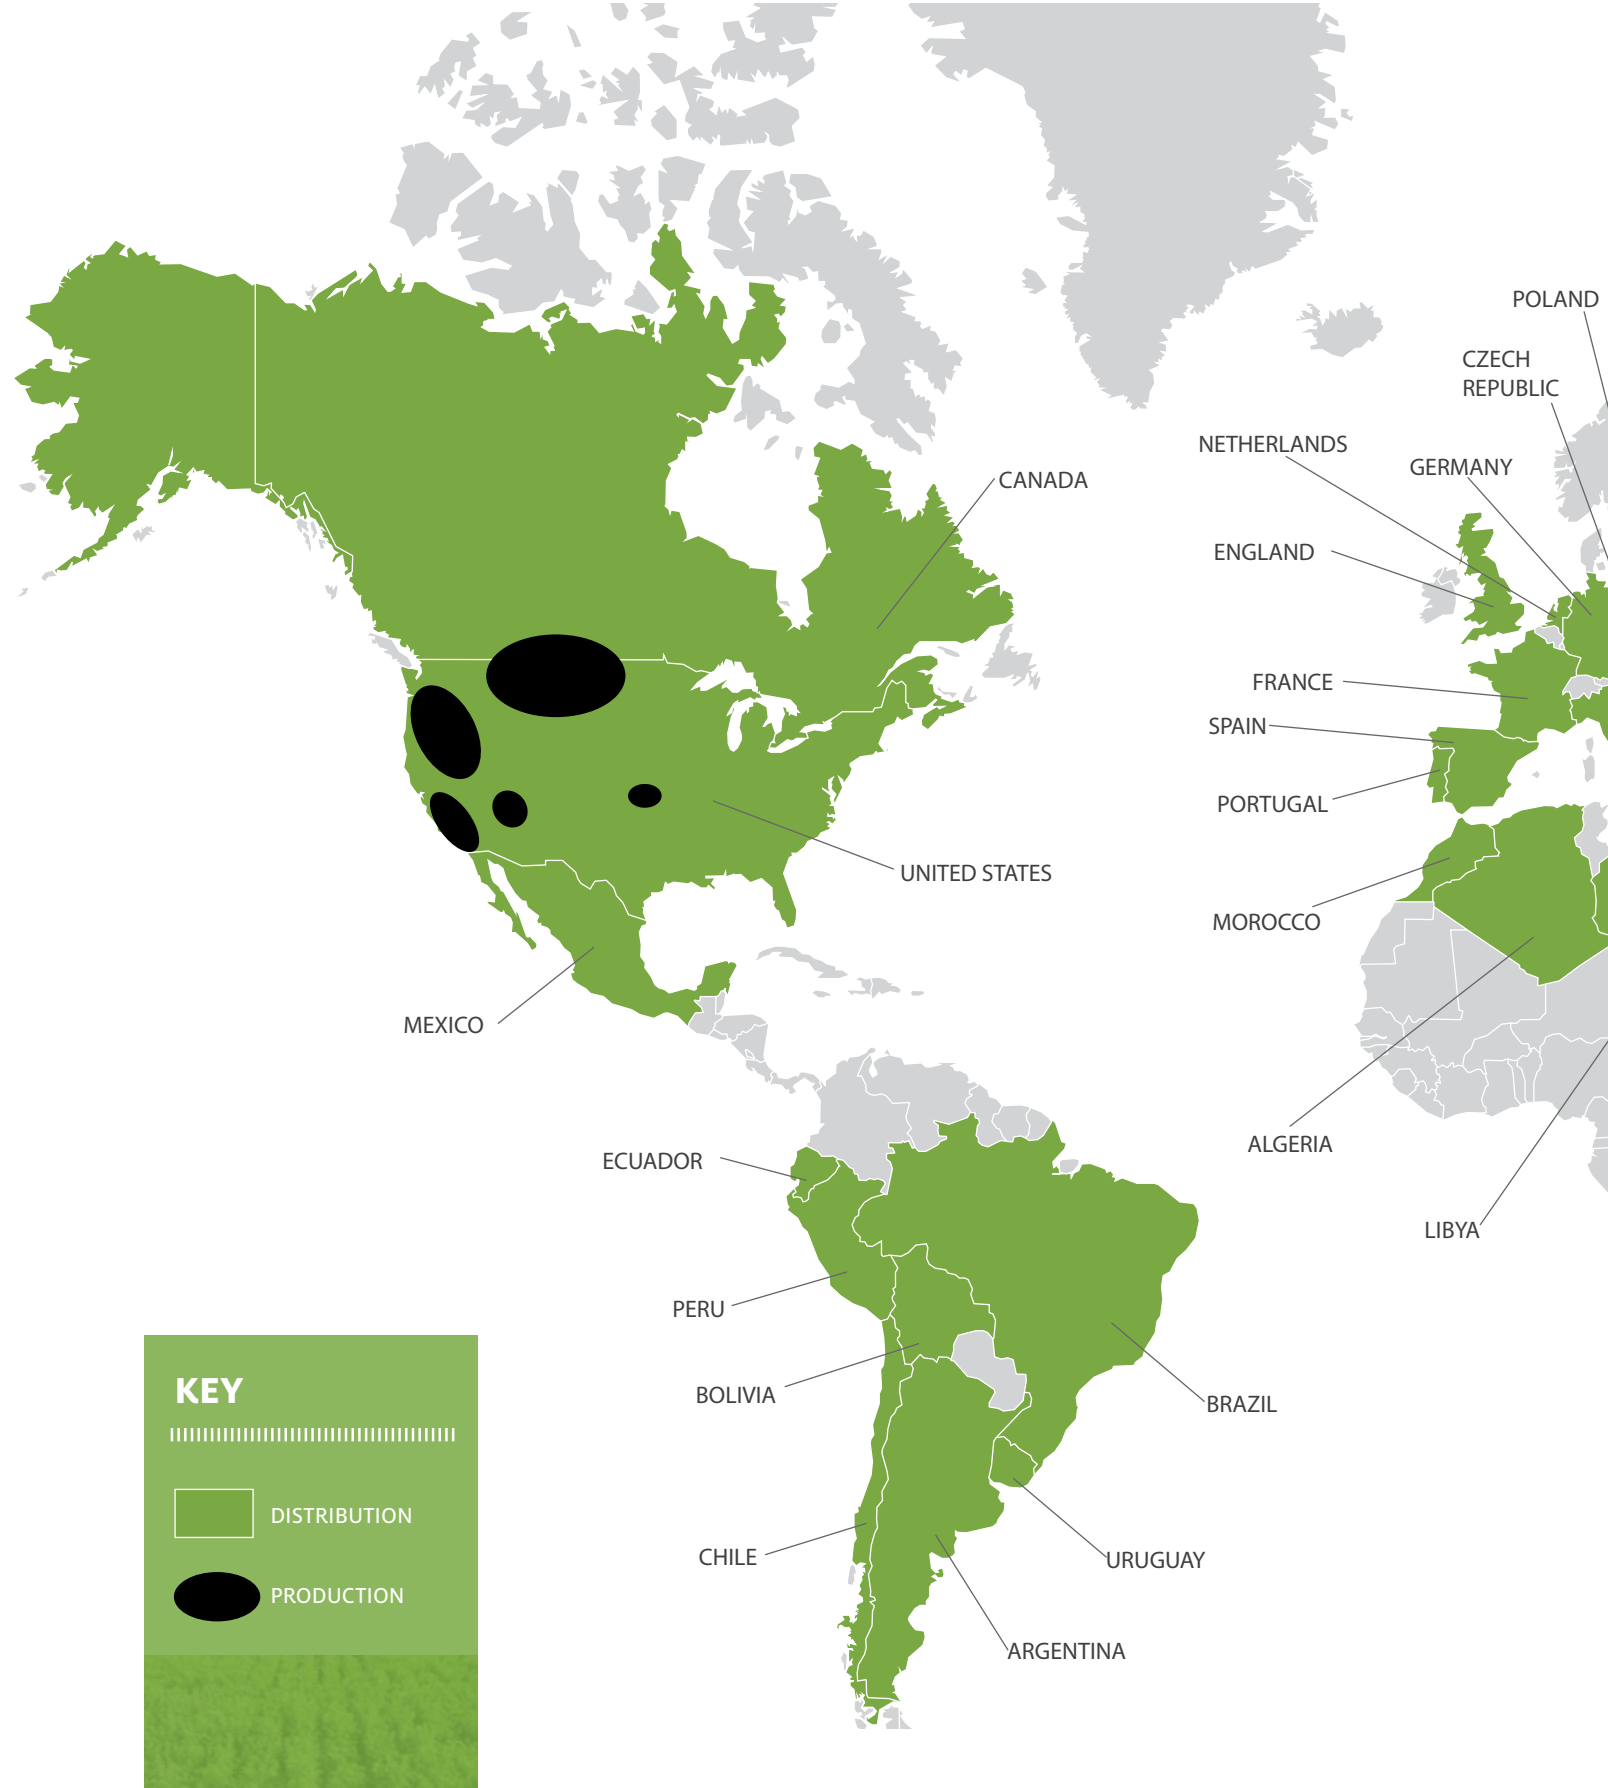 POLAND
CZECH
REPUBLIC
NETHERLANDS
GERMANY
CANADA
ENGLAND
FRANCE
SPAIN
PORTUGAL
UNITED STATES
MOROCCO
MEXICO
ALGERIA
ECUADOR
LIBYA
PERU
BOLIVIA
BRAZIL
CHILE
URUGUAY
ARGENTINA
KEY
DISTRIBUTION
PRODUCTION